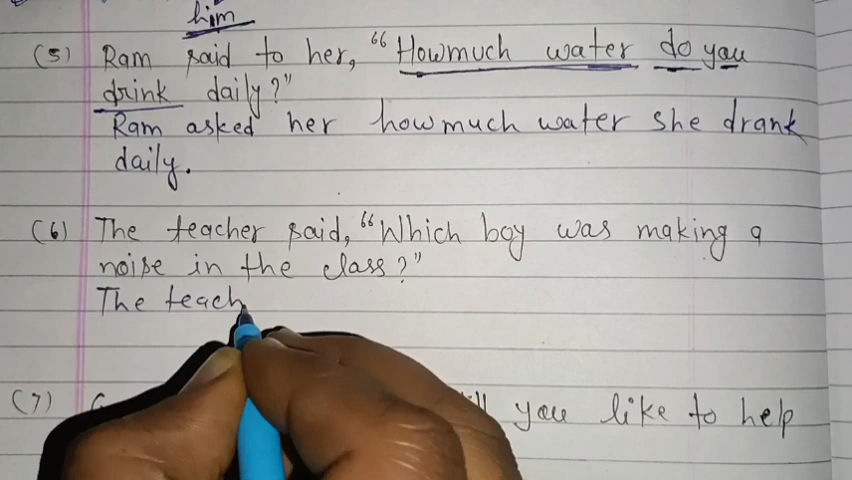 him
(5) Ram said to her, "Howmuch water do you
drink daily?"
Ram asked her howmuch water she drank
daily.
(6) The teacher said, "Which boy was making a
noise in the class?"
The teach
(7) you like to help